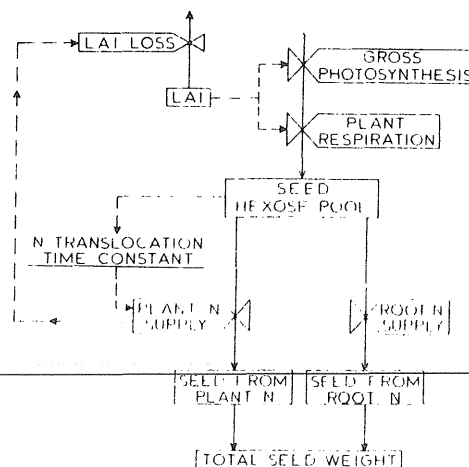 LAI LOSS
GROSS
PHOTOSYNTHESIS
LAI
PLANT
RESPIRATION
SEED
HEXOSE POOL
N TRANSLOCATION
TIME CONSTANT
PLANT N
SUPPLY
ROOT N
SUPPLY
SEED FROM
PLANT N
SEED FROM
ROOT N
TOTAL SEED WEIGHT